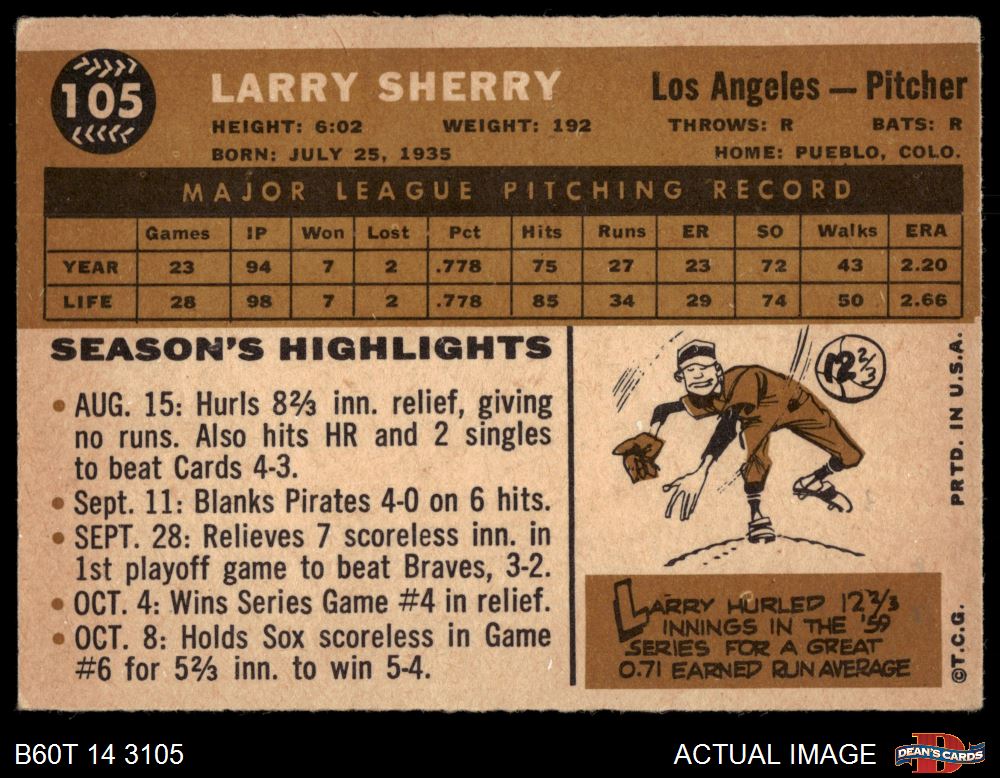 105
LARRY SHERRY
Los Angeles — Pitcher
HEIGHT: 6:02 WEIGHT: 192 THROWS: R BATS: R
BORN: JULY 25, 1935 HOME: PUEBLO, COLO.
MAJOR LEAGUE PITCHING RECORD
Games IP Won Lost Pct Hits Runs ER SO Walks ERA
YEAR 23 94 7 2 .778 75 27 23 72 43 2.20
LIFE 28 98 7 2 .778 85 34 29 74 50 2.66
SEASON'S HIGHLIGHTS
• AUG. 15: Hurls 8⅔ inn. relief, giving
no runs. Also hits HR and 2 singles
to beat Cards 4-3.
• Sept. 11: Blanks Pirates 4-0 on 6 hits.
• SEPT. 28: Relieves 7 scoreless inn. in
1st playoff game to beat Braves, 3-2.
• OCT. 4: Wins Series Game #4 in relief.
• OCT. 8: Holds Sox scoreless in Game
#6 for 5⅔ inn. to win 5-4.
12⅔
LARRY HURLED 12⅔
INNINGS IN THE '59
SERIES FOR A GREAT
0.71 EARNED RUN AVERAGE
©T.C.G. PRTD. IN U.S.A.
B60T 14 3105
ACTUAL IMAGE
DEAN'S CARDS